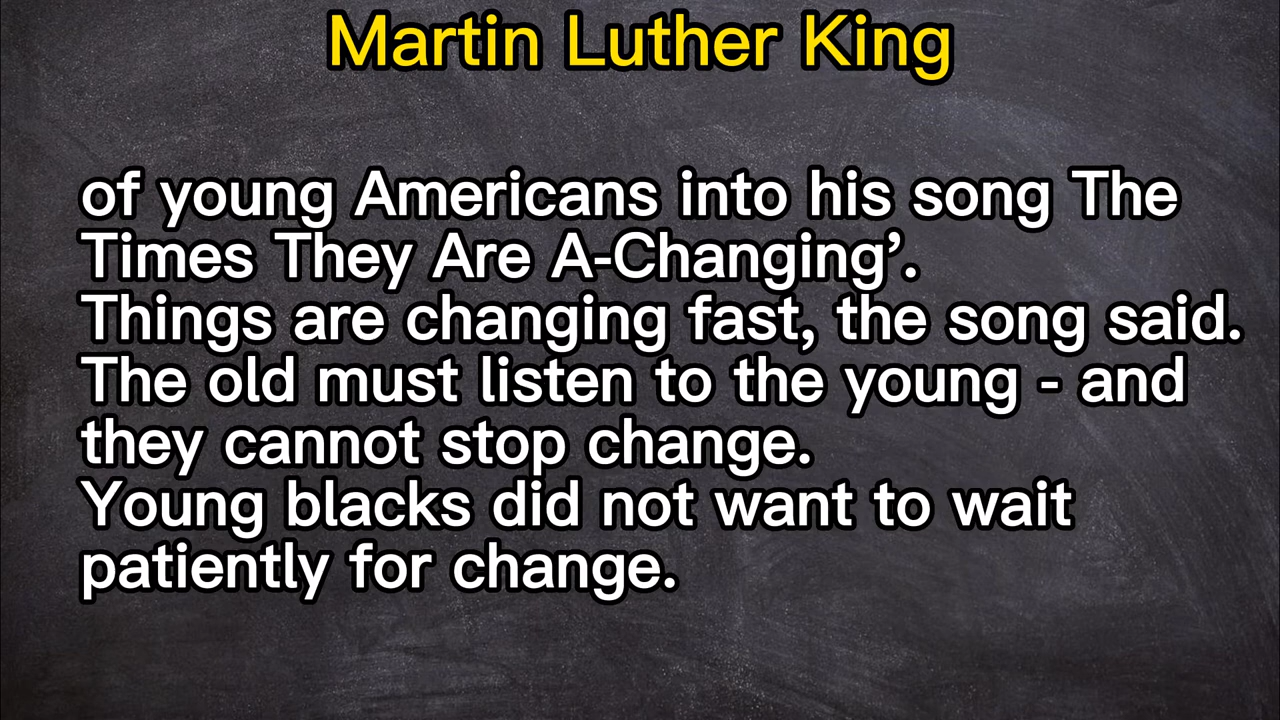 Martin Luther King
of young Americans into his song The
Times They Are A-Changing’.
Things are changing fast, the song said.
The old must listen to the young - and
they cannot stop change.
Young blacks did not want to wait
patiently for change.